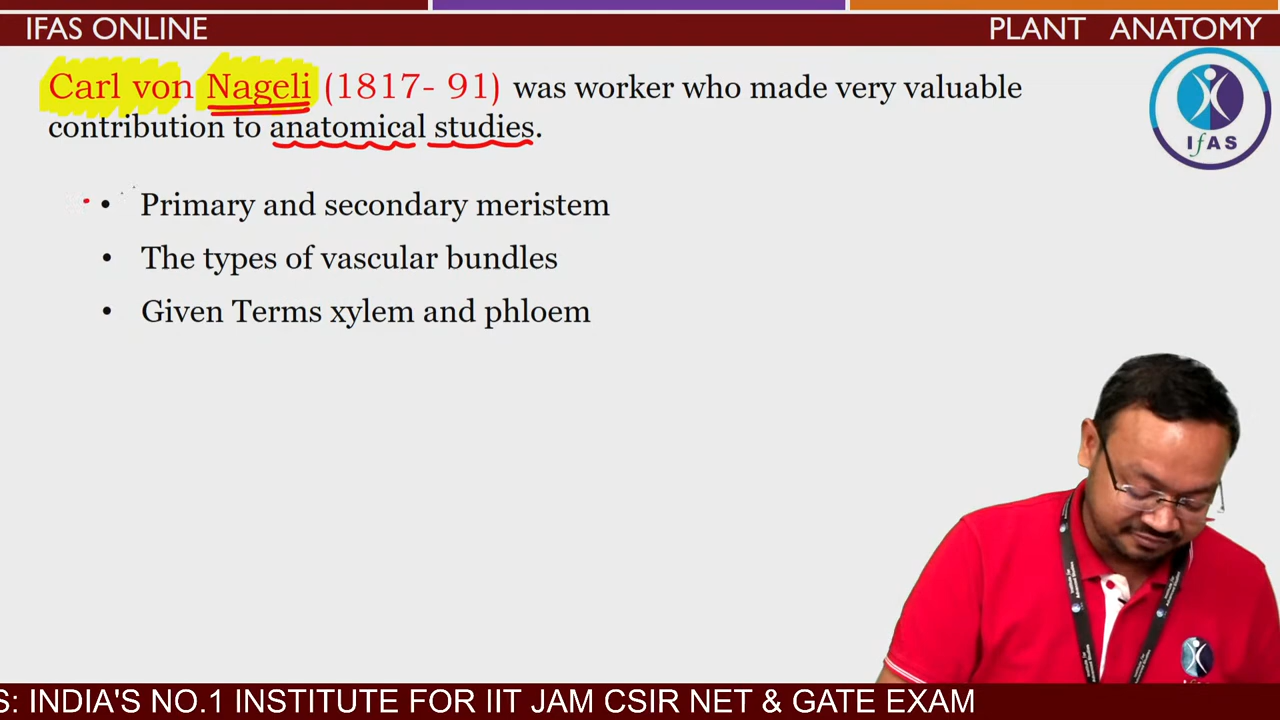 IFAS ONLINE
PLANT ANATOMY
Carl von Nageli (1817- 91) was worker who made very valuable
contribution to anatomical studies.
IfAS
• Primary and secondary meristem
• The types of vascular bundles
• Given Terms xylem and phloem
S: INDIA'S NO.1 INSTITUTE FOR IIT JAM CSIR NET & GATE EXAM